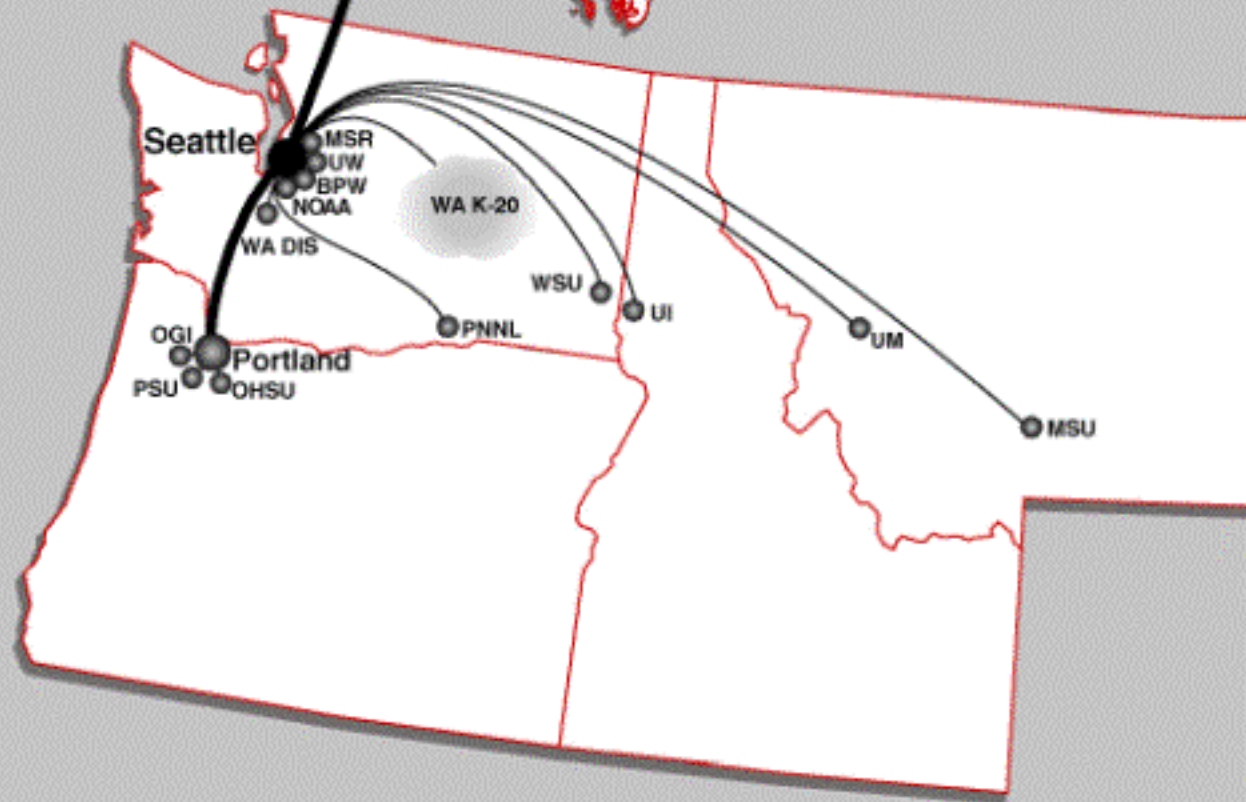 Seattle
MSR
UW
BPW
NOAA
WA DIS
WA K-20
WSU
UI
PNNL
OGI
Portland
PSU
OHSU
UM
MSU